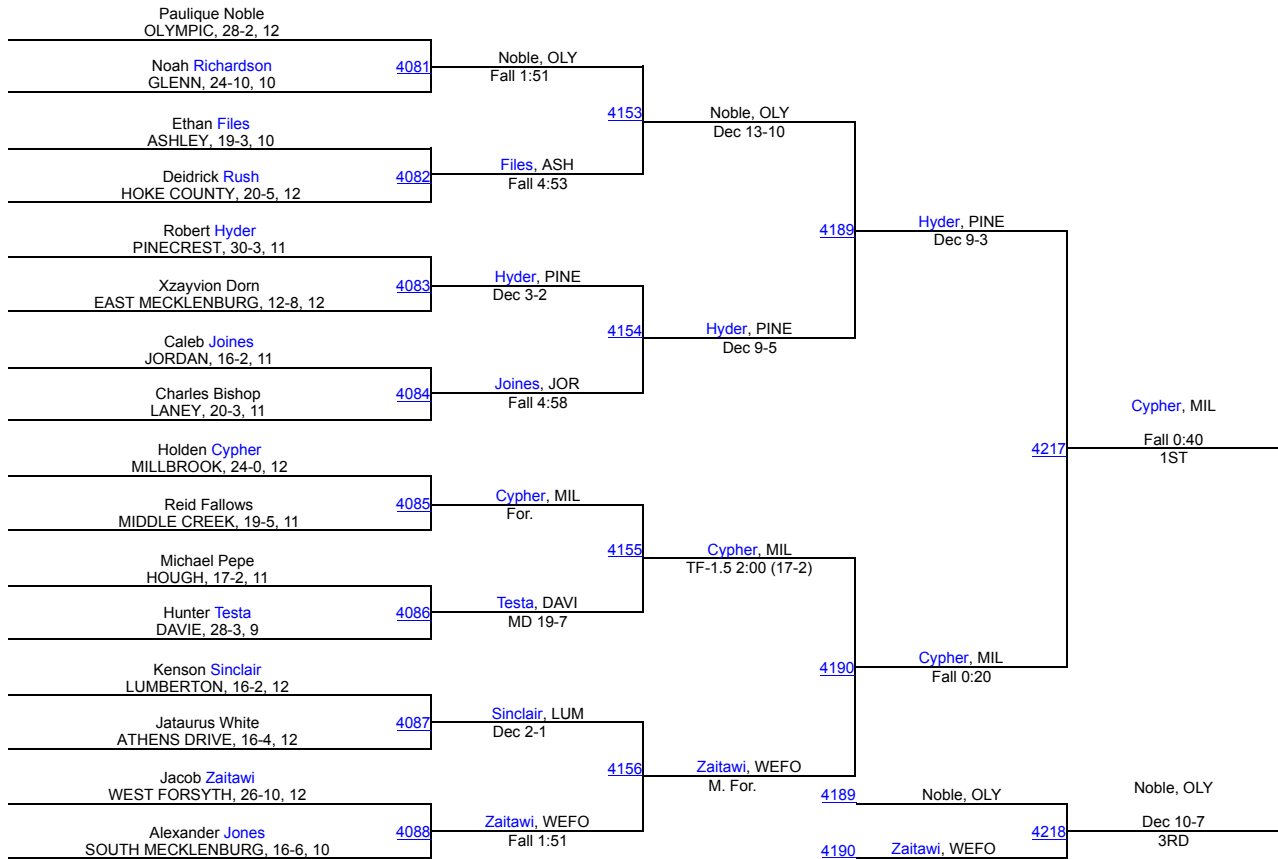 Paulique Noble
OLYMPIC, 28-2, 12
Noah Richardson
GLENN, 24-10, 10
4081
Noble, OLY
Fall 1:51
Ethan Files
ASHLEY, 19-3, 10
Deidrick Rush
HOKE COUNTY, 20-5, 12
4082
Files, ASH
Fall 4:53
4153
Noble, OLY
Dec 13-10
Robert Hyder
PINECREST, 30-3, 11
Xzayvion Dorn
EAST MECKLENBURG, 12-8, 12
4083
Hyder, PINE
Dec 3-2
Caleb Joines
JORDAN, 16-2, 11
Charles Bishop
LANEY, 20-3, 11
4084
Joines, JOR
Fall 4:58
4154
Hyder, PINE
Dec 9-5
4189
Hyder, PINE
Dec 9-3
Holden Cypher
MILLBROOK, 24-0, 12
Reid Fallows
MIDDLE CREEK, 19-5, 11
4085
Cypher, MIL
For.
Michael Pepe
HOUGH, 17-2, 11
Hunter Testa
DAVIE, 28-3, 9
4086
Testa, DAVI
MD 19-7
4155
Cypher, MIL
TF-1.5 2:00 (17-2)
Kenson Sinclair
LUMBERTON, 16-2, 12
Jataurus White
ATHENS DRIVE, 16-4, 12
4087
Sinclair, LUM
Dec 2-1
Jacob Zaitawi
WEST FORSYTH, 26-10, 12
Alexander Jones
SOUTH MECKLENBURG, 16-6, 10
4088
Zaitawi, WEFO
Fall 1:51
4156
Zaitawi, WEFO
M. For.
4190
Cypher, MIL
Fall 0:20
4217
Cypher, MIL
Fall 0:40
1ST
4189
Noble, OLY
4190
Zaitawi, WEFO
4218
Noble, OLY
Dec 10-7
3RD